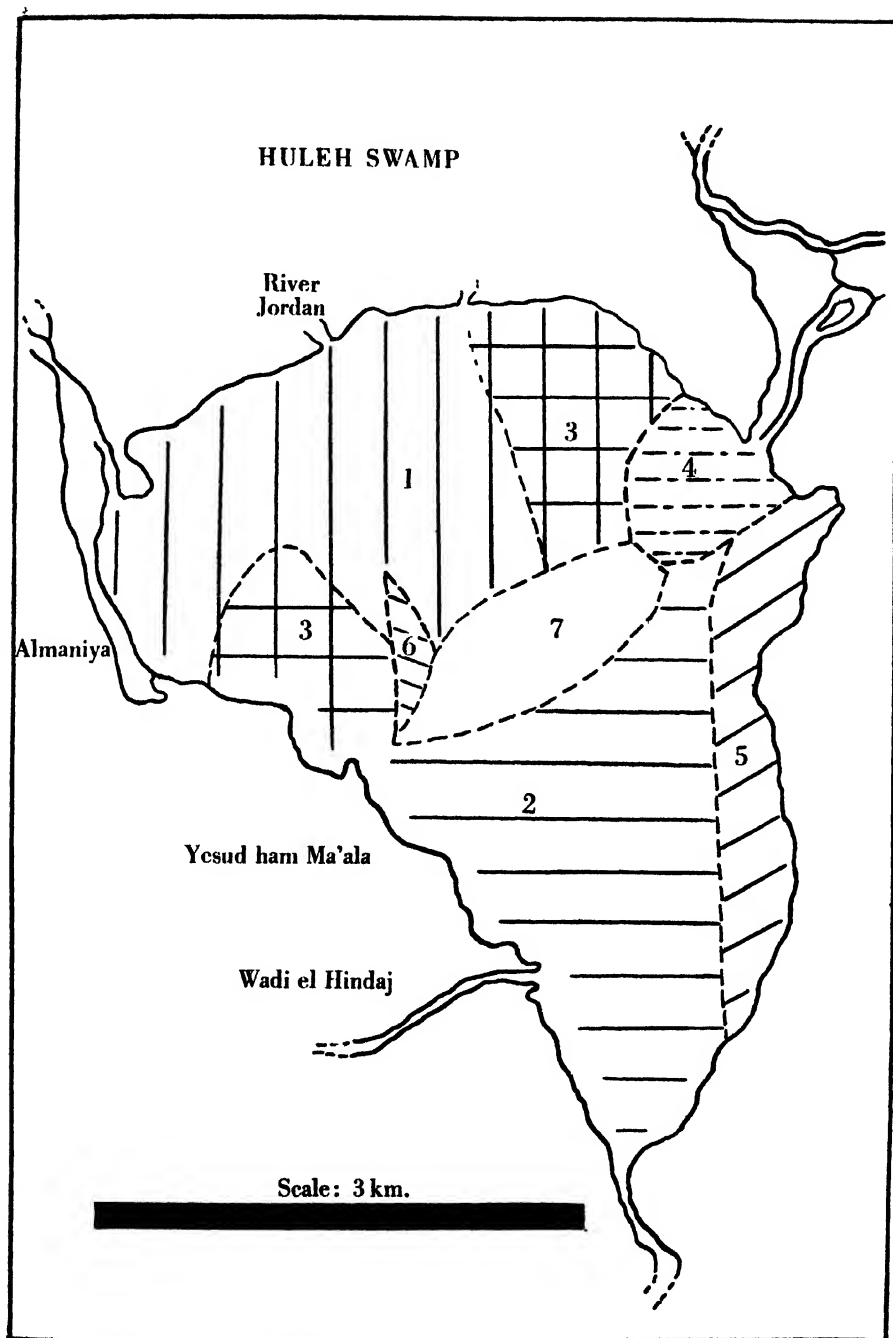 HULEH SWAMP
River
Jordan
3
4
1
3
6
7
Almaniya
5
2
Yesud ham Ma'ala
Wadi el Hindaj
Scale: 3 km.